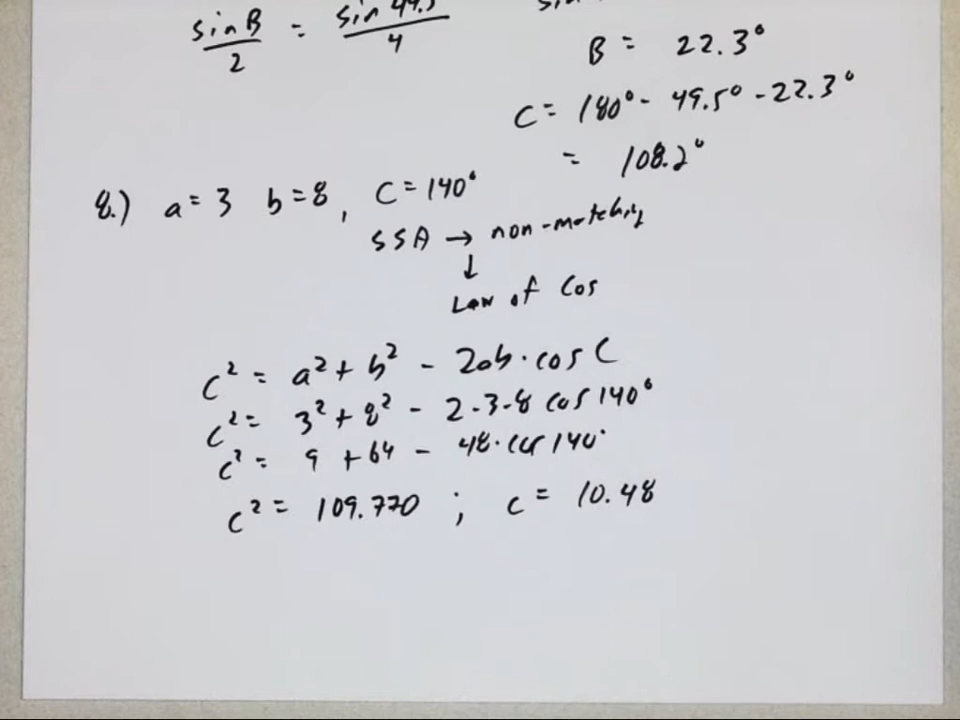 sin B / 2 = sin 49.5 / 4
sin
B = 22.3°
C = 180° - 49.5° - 22.3°
= 108.2°
8.) a = 3 b = 8 , C = 140°
SSA → non-matching
↓
Law of Cos
c² = a² + b² - 2ab · cos C
c² = 3² + 8² - 2·3·8 cos 140°
c² = 9 + 64 - 48 · cos 140°
c² = 109.770 ; c = 10.48